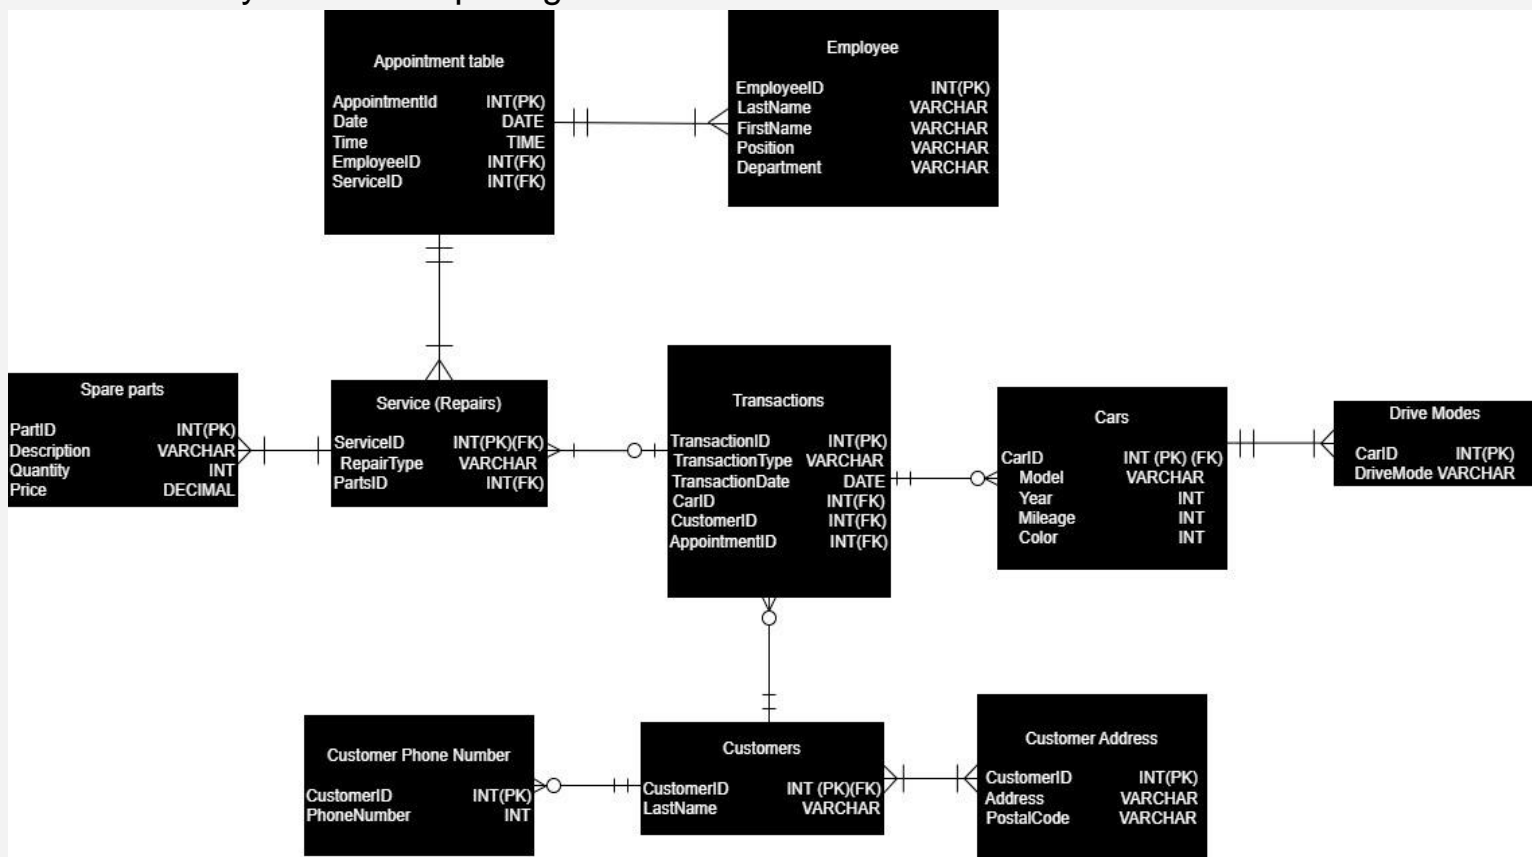 Appointment table
AppointmentId INT(PK)
Date DATE
Time TIME
EmployeeID INT(FK)
ServiceID INT(FK)
Employee
EmployeeID INT(PK)
LastName VARCHAR
FirstName VARCHAR
Position VARCHAR
Department VARCHAR
Spare parts
PartID INT(PK)
Description VARCHAR
Quantity INT
Price DECIMAL
Service (Repairs)
ServiceID INT(PK)(FK)
RepairType VARCHAR
PartsID INT(FK)
Transactions
TransactionID INT(PK)
TransactionType VARCHAR
TransactionDate DATE
CarID INT(FK)
CustomerID INT(FK)
AppointmentID INT(FK)
Cars
CarID INT (PK) (FK)
Model VARCHAR
Year INT
Mileage INT
Color INT
Drive Modes
CarID INT(PK)
DriveMode VARCHAR
Customer Phone Number
CustomerID INT(PK)
PhoneNumber INT
Customers
CustomerID INT (PK)(FK)
LastName VARCHAR
Customer Address
CustomerID INT(PK)
Address VARCHAR
PostalCode VARCHAR